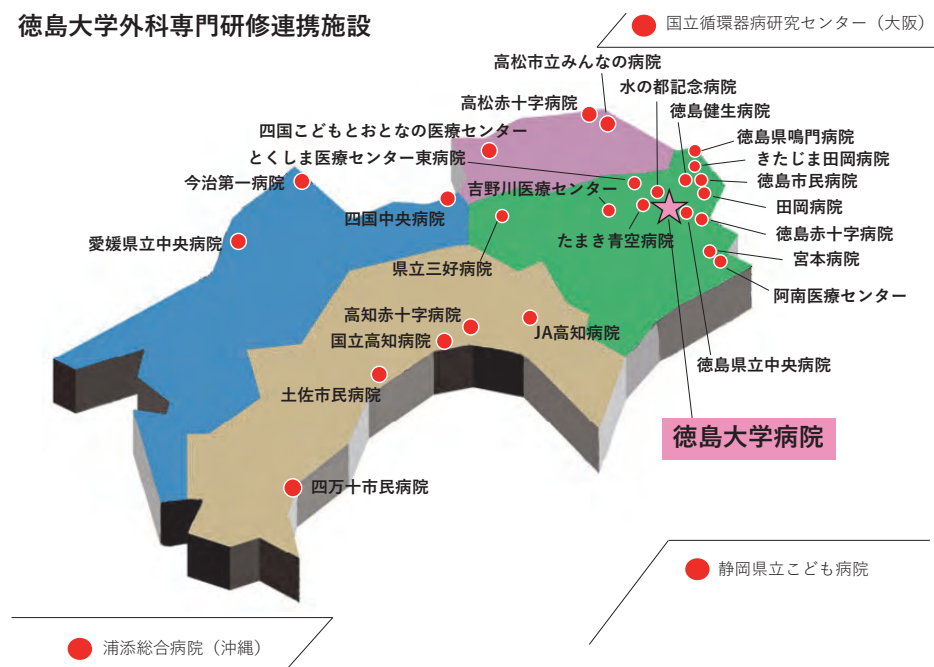 徳島大学外科専門研修連携施設
国立循環器病研究センター（大阪）
高松市立みんなの病院
水の都記念病院
高松赤十字病院
徳島健生病院
四国こどもとおとなの医療センター
徳島県鳴門病院
とくしま医療センター東病院
きたじま田岡病院
今治第一病院
吉野川医療センター
徳島市民病院
四国中央病院
田岡病院
愛媛県立中央病院
たまき青空病院
徳島赤十字病院
県立三好病院
宮本病院
阿南医療センター
高知赤十字病院
国立高知病院
JA高知病院
徳島県立中央病院
土佐市民病院
徳島大学病院
四万十市民病院
静岡県立こども病院
浦添総合病院（沖縄）